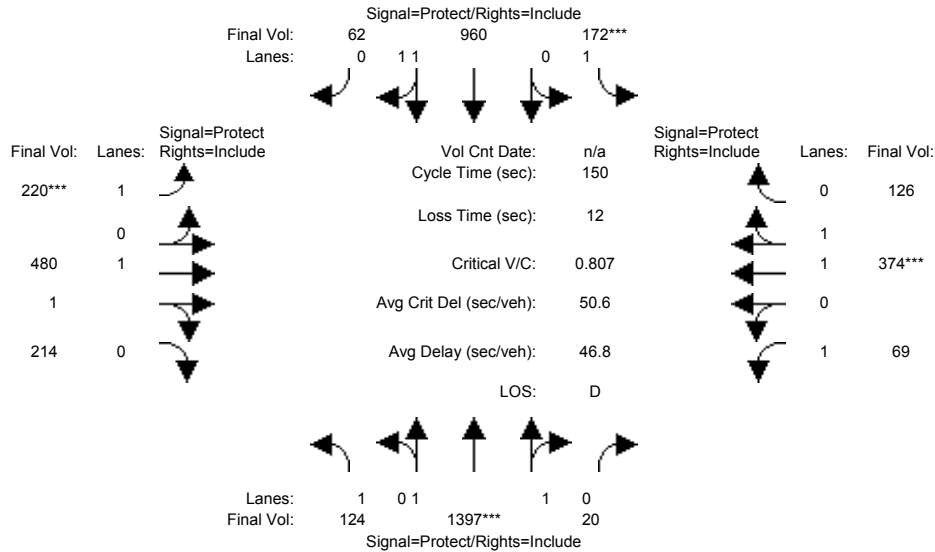 Signal=Protect/Rights=Include
Final Vol: 62 960 172***
Lanes: 0 1 1 0 1
Signal=Protect
Final Vol: Lanes: Rights=Include
Vol Cnt Date: n/a
Signal=Protect
Rights=Include Lanes: Final Vol:
Cycle Time (sec): 150
220*** 1
0 126
Loss Time (sec): 12
0
1
480 1
Critical V/C: 0.807
1 374***
1
Avg Crit Del (sec/veh): 50.6
0
214 0
Avg Delay (sec/veh): 46.8
1 69
LOS: D
Lanes: 1 0 1 1 0
Final Vol: 124 1397*** 20
Signal=Protect/Rights=Include